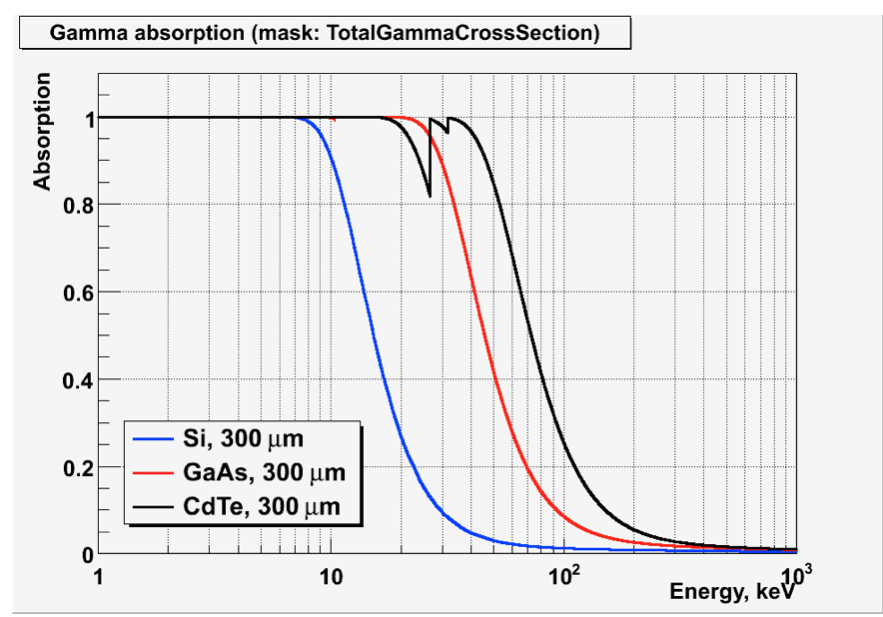 Gamma absorption (mask: TotalGammaCrossSection)
Absorption
1
0.8
0.6
0.4
0.2
0
Si, 300 μm
GaAs, 300 μm
CdTe, 300 μm
1
10
10²
10³
Energy, keV